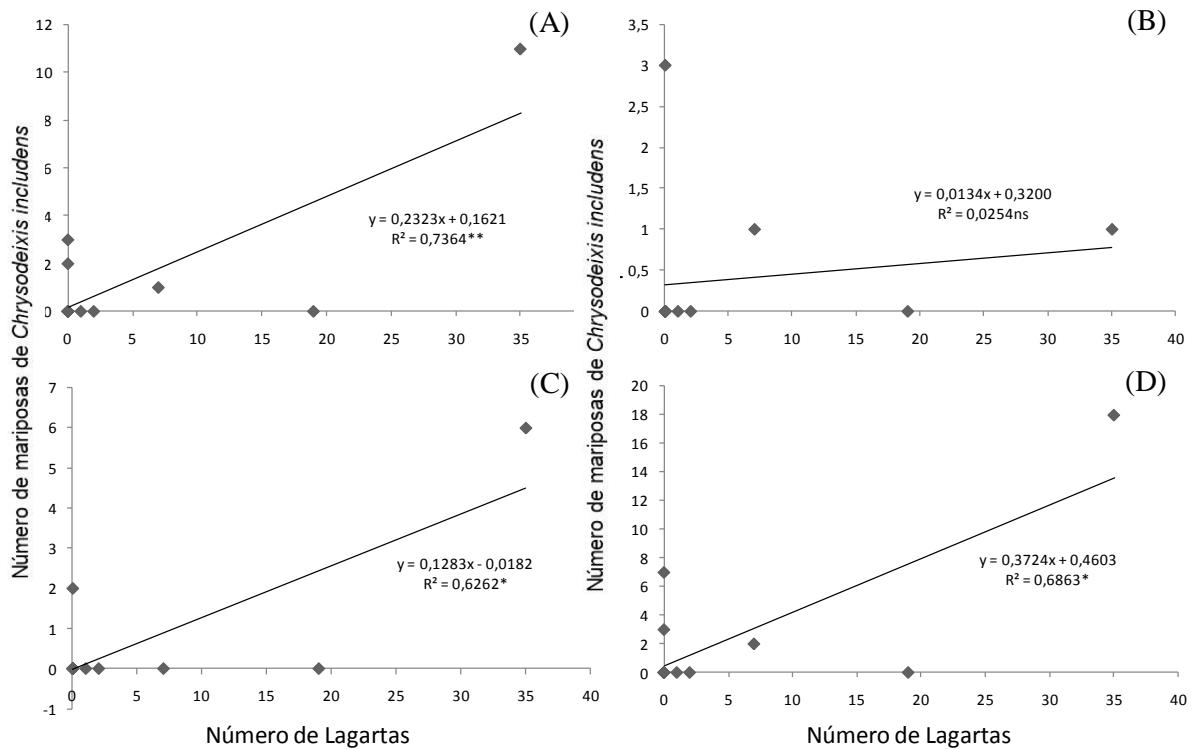 (A)
Número de mariposas de Chrysodeixis includens
12
10
8
6
4
2
0
y = 0,2323x + 0,1621
R² = 0,7364**
0 5 10 15 20 25 30 35
(B)
Número de mariposas de Chrysodeixis includens
3,5
3
2,5
2
1,5
1
0,5
0
y = 0,0134x + 0,3200
R² = 0,0254ns
0 5 10 15 20 25 30 35 40
(C)
7
6
5
4
3
2
1
0
-1
y = 0,1283x - 0,0182
R² = 0,6262*
0 5 10 15 20 25 30 35 40
Número de Lagartas
(D)
20
18
16
14
12
10
8
6
4
2
0
y = 0,3724x + 0,4603
R² = 0,6863*
0 5 10 15 20 25 30 35 40
Número de Lagartas